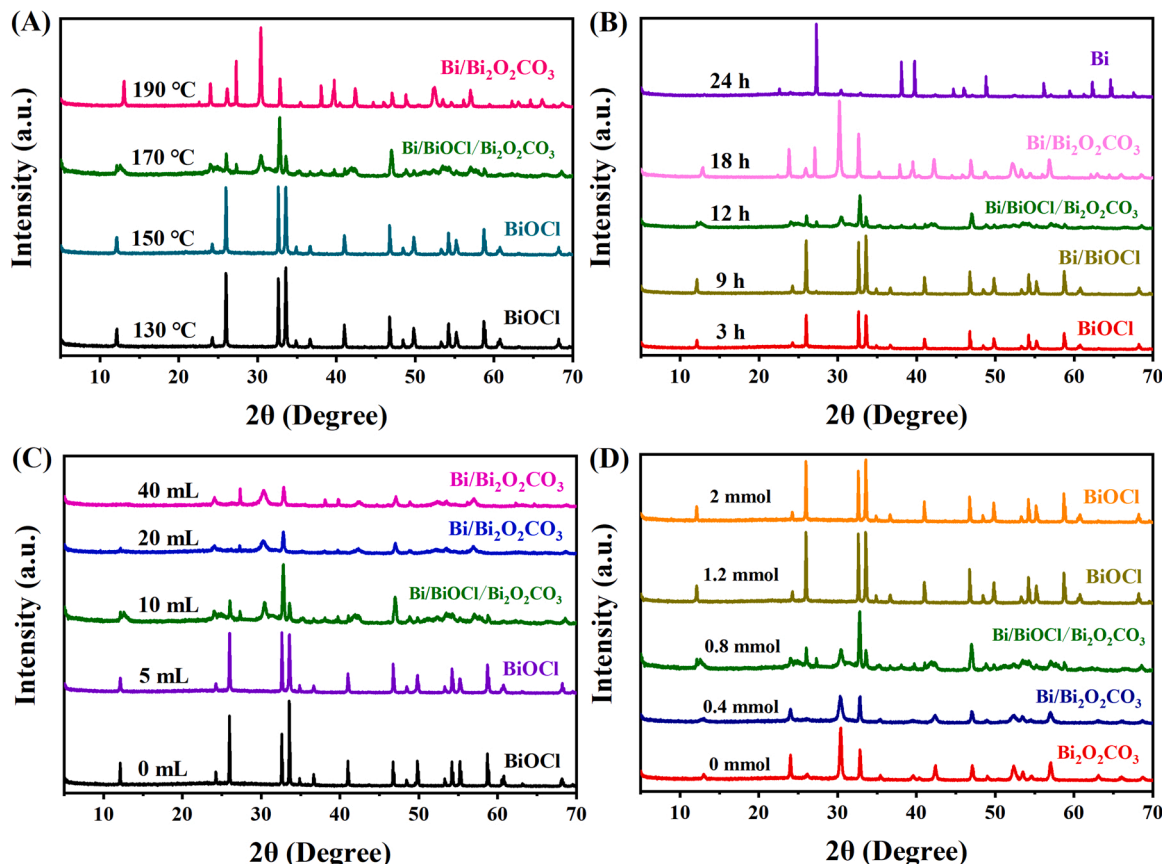 (A)
Intensity (a.u.)
190 °C
Bi/Bi₂O₂CO₃
170 °C
Bi/BiOCl/Bi₂O₂CO₃
150 °C
BiOCl
130 °C
BiOCl
10 20 30 40 50 60 70
2θ (Degree)
(B)
Intensity (a.u.)
24 h
Bi
18 h
Bi/Bi₂O₂CO₃
12 h
Bi/BiOCl/Bi₂O₂CO₃
9 h
Bi/BiOCl
3 h
BiOCl
10 20 30 40 50 60 70
2θ (Degree)
(C)
Intensity (a.u.)
40 mL
Bi/Bi₂O₂CO₃
20 mL
Bi/Bi₂O₂CO₃
10 mL
Bi/BiOCl/Bi₂O₂CO₃
5 mL
BiOCl
0 mL
BiOCl
10 20 30 40 50 60 70
2θ (Degree)
(D)
Intensity (a.u.)
2 mmol
BiOCl
1.2 mmol
BiOCl
0.8 mmol
Bi/BiOCl/Bi₂O₂CO₃
0.4 mmol
Bi/Bi₂O₂CO₃
0 mmol
Bi₂O₂CO₃
10 20 30 40 50 60 70
2θ (Degree)